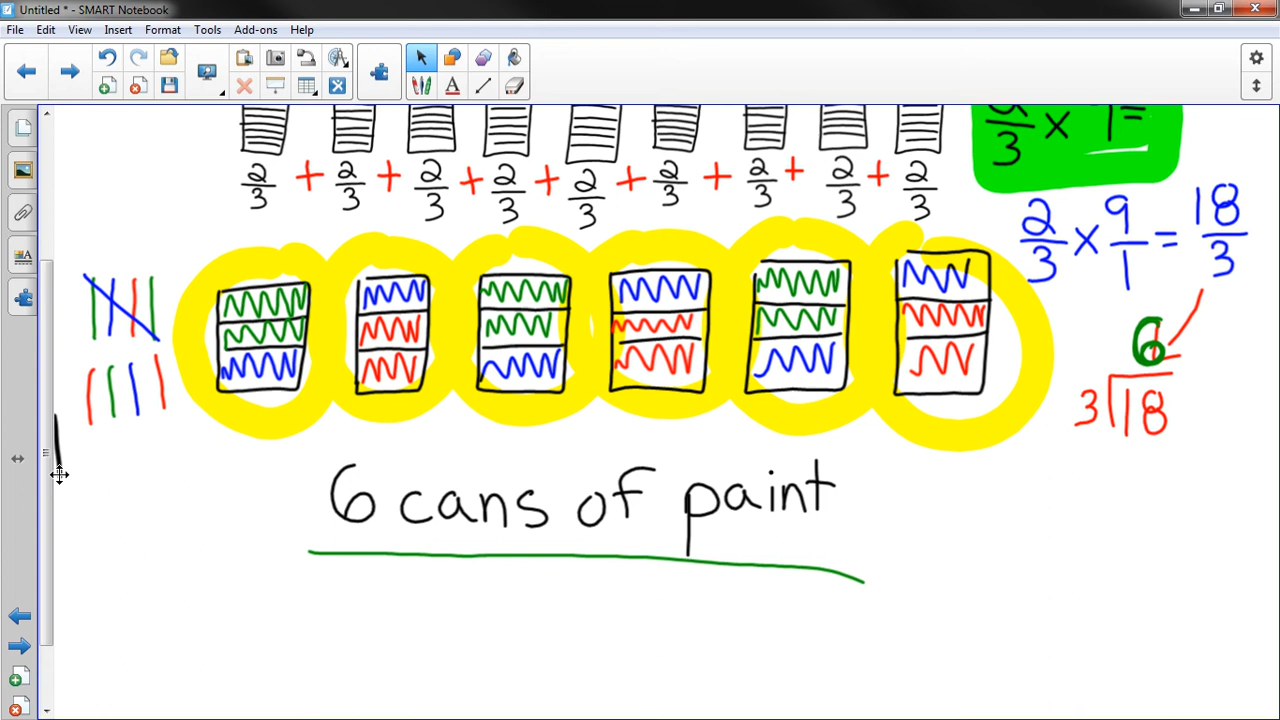 Untitled * - SMART Notebook
File Edit View Insert Format Tools Add-ons Help
2/3 + 2/3 + 2/3 + 2/3 + 2/3 + 2/3 + 2/3 + 2/3 + 2/3
2/3 × 9/1 = 18/3
6
3 18
6 cans of paint